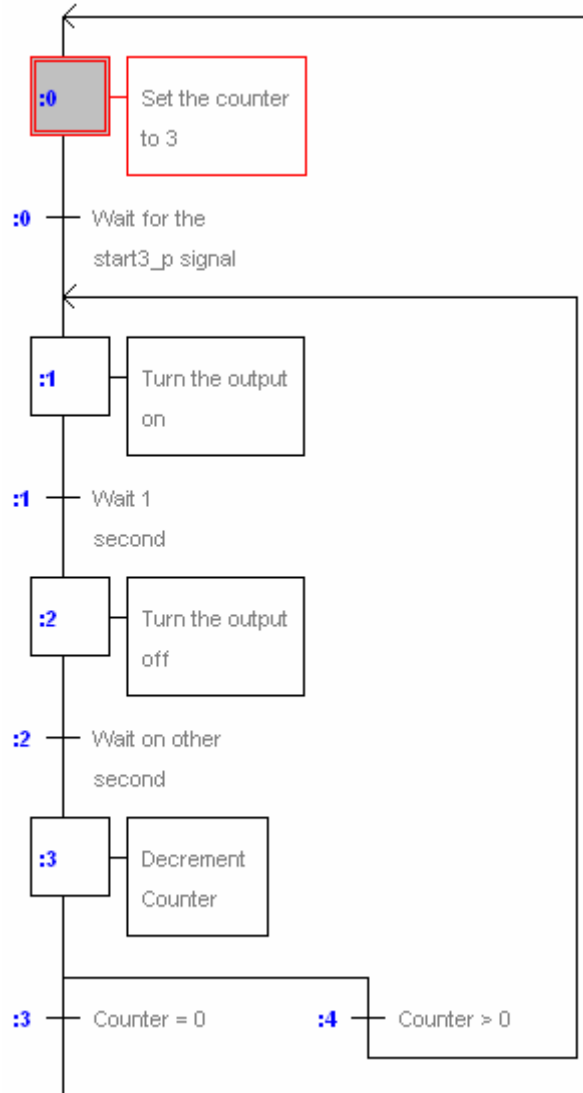 :0
Set the counter
to 3
:0
Wait for the
start3_p signal
:1
Turn the output
on
:1
Wait 1
second
:2
Turn the output
off
:2
Wait on other
second
:3
Decrement
Counter
:3
Counter = 0
:4
Counter > 0